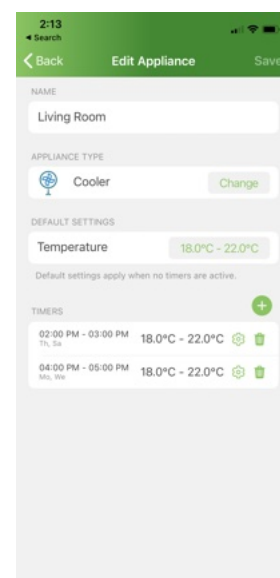 2:13
Search
Back Edit Appliance Save
NAME
Living Room
APPLIANCE TYPE
Cooler Change
DEFAULT SETTINGS
Temperature 18.0°C - 22.0°C
Default settings apply when no timers are active.
TIMERS
02:00 PM - 03:00 PM 18.0°C - 22.0°C
Th, Sa
04:00 PM - 05:00 PM 18.0°C - 22.0°C
Mo, We